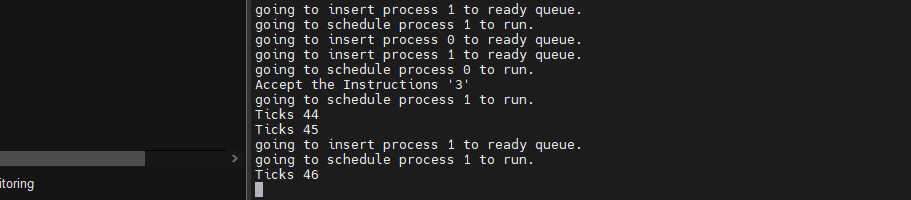 going to insert process 1 to ready queue.
going to schedule process 1 to run.
going to insert process 0 to ready queue.
going to insert process 1 to ready queue.
going to schedule process 0 to run.
Accept the Instructions '3'
going to schedule process 1 to run.
Ticks 44
Ticks 45
going to insert process 1 to ready queue.
going to schedule process 1 to run.
Ticks 46
itoring